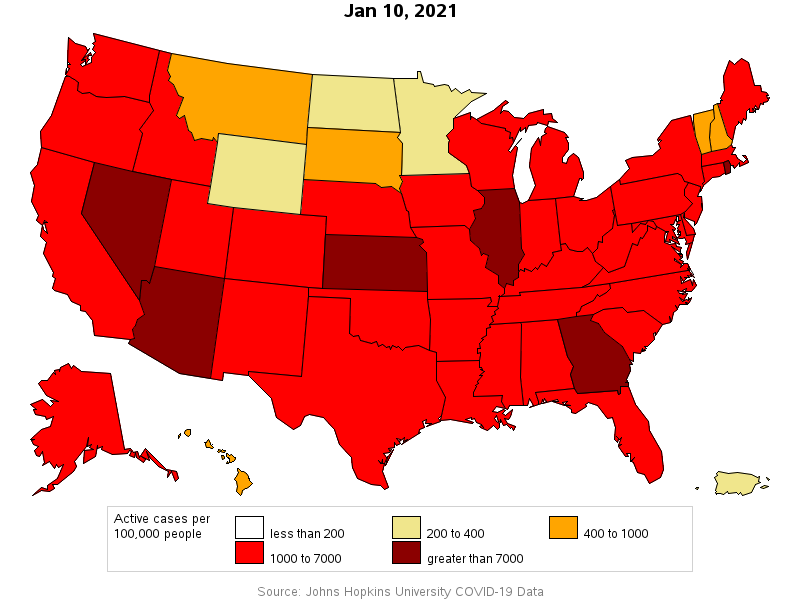 Jan 10, 2021
Active cases per
100,000 people
less than 200
200 to 400
400 to 1000
1000 to 7000
greater than 7000
Source: Johns Hopkins University COVID-19 Data